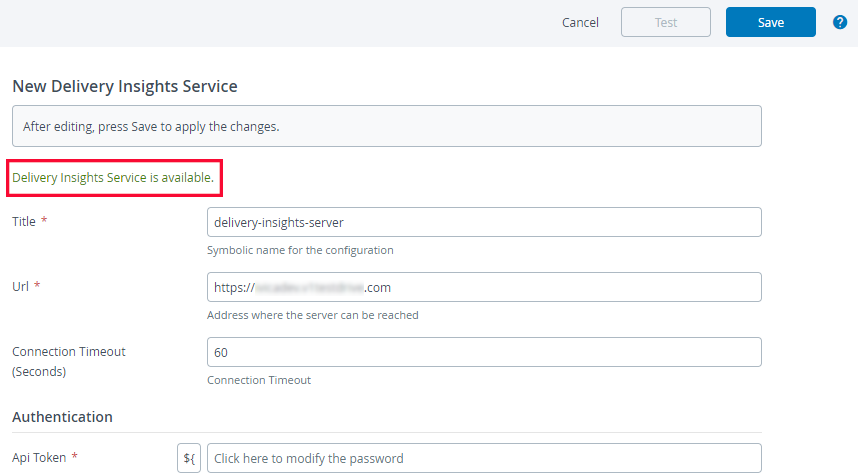 Cancel Test Save ?
New Delivery Insights Service
After editing, press Save to apply the changes.
Delivery Insights Service is available.
Title * delivery-insights-server
Symbolic name for the configuration
Url * https:// .com
Address where the server can be reached
Connection Timeout
(Seconds) 60
Connection Timeout
Authentication
Api Token * ${ Click here to modify the password